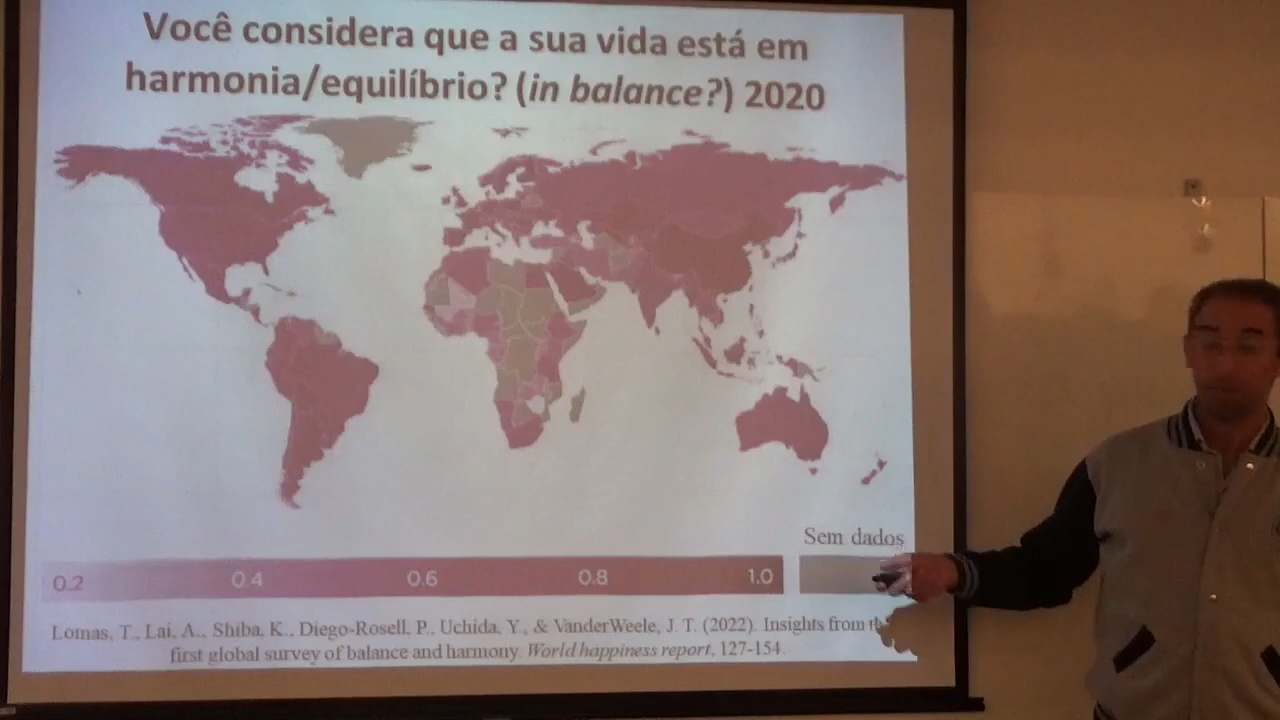 Você considera que a sua vida está em
harmonia/equilíbrio? (in balance?) 2020
Sem dados
0.2 0.4 0.6 0.8 1.0
Lomas, T., Lai, A., Shiba, K., Diego-Rosell, P., Uchida, Y., & VanderWeele, J. T. (2022). Insights from
first global survey of balance and harmony. World happiness report, 127-154.